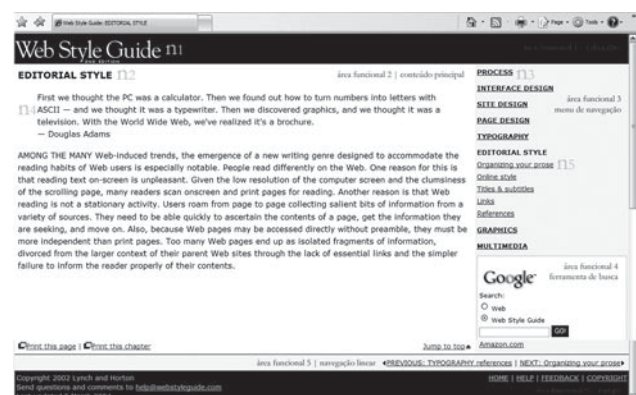 Web Style Guide: EDITORIAL STYLE
Page
Tools
Web Style Guide n1
2ND EDITION
EDITORIAL STYLE n2
área funcional 2 | conteúdo principal
First we thought the PC was a calculator. Then we found out how to turn numbers into letters with
n4 ASCII — and we thought it was a typewriter. Then we discovered graphics, and we thought it was a
television. With the World Wide Web, we've realized it's a brochure.
— Douglas Adams
AMONG THE MANY Web-induced trends, the emergence of a new writing genre designed to accommodate the
reading habits of Web users is especially notable. People read differently on the Web. One reason for this is
that reading text on-screen is unpleasant. Given the low resolution of the computer screen and the clumsiness
of the scrolling page, many readers scan onscreen and print pages for reading. Another reason is that Web
reading is not a stationary activity. Users roam from page to page collecting salient bits of information from a
variety of sources. They need to be able quickly to ascertain the contents of a page, get the information they
are seeking, and move on. Also, because Web pages may be accessed directly without preamble, they must be
more independent than print pages. Too many Web pages end up as isolated fragments of information,
divorced from the larger context of their parent Web sites through the lack of essential links and the simpler
failure to inform the reader properly of their contents.
Print this page | Print this chapter
Jump to top
PROCESS n3
INTERFACE DESIGN
área funcional 3
menu de navegação
SITE DESIGN
PAGE DESIGN
TYPOGRAPHY
EDITORIAL STYLE
Organizing your prose n5
Online style
Titles & subtitles
Links
References
GRAPHICS
MULTIMEDIA
Google
área funcional 4
ferramenta de busca
Search:
Web
Web Style Guide
GO!
Amazon.com
área funcional 5 | navegação linear
PREVIOUS: TYPOGRAPHY references | NEXT: Organizing your prose
Copyright 2002 Lynch and Horton
HOME | HELP | FEEDBACK | COPYRIGHT
Send questions and comments to help@webstyleguide.com